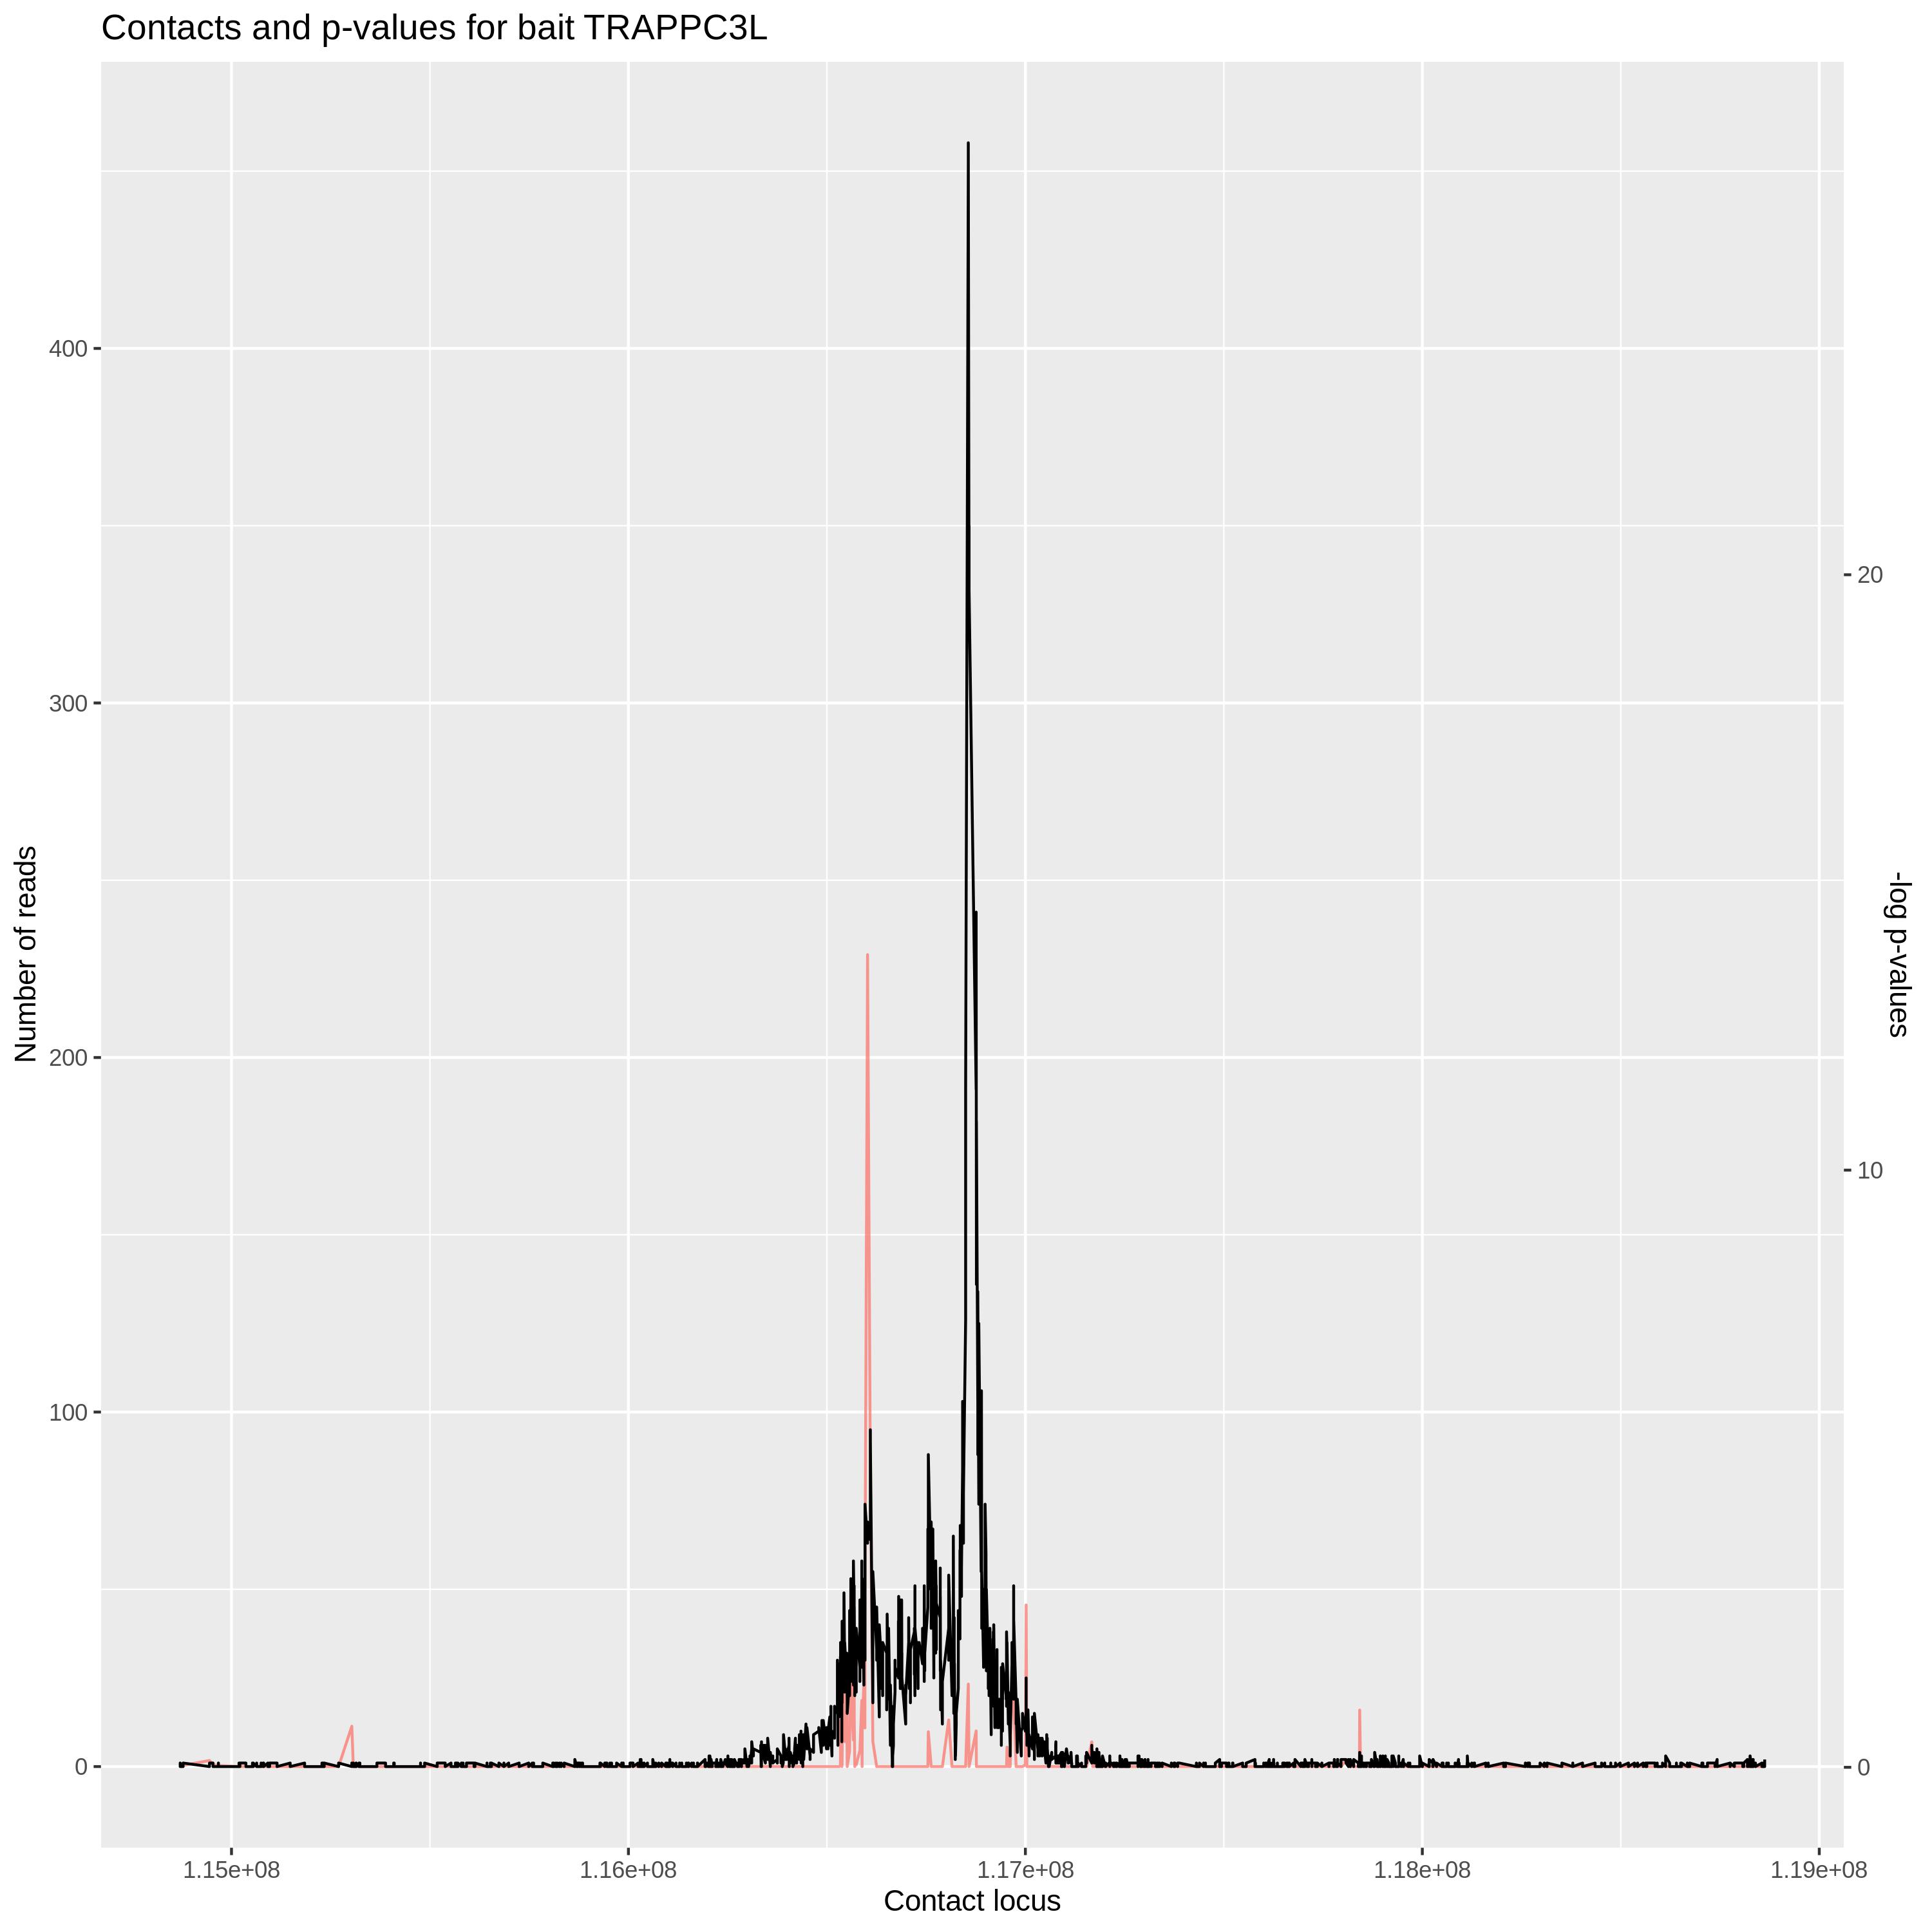 Contacts and p-values for bait TRAPPC3L
400
300
200
100
0
20
10
0
Number of reads
-log p-values
1.15e+08
1.16e+08
1.17e+08
1.18e+08
1.19e+08
Contact locus